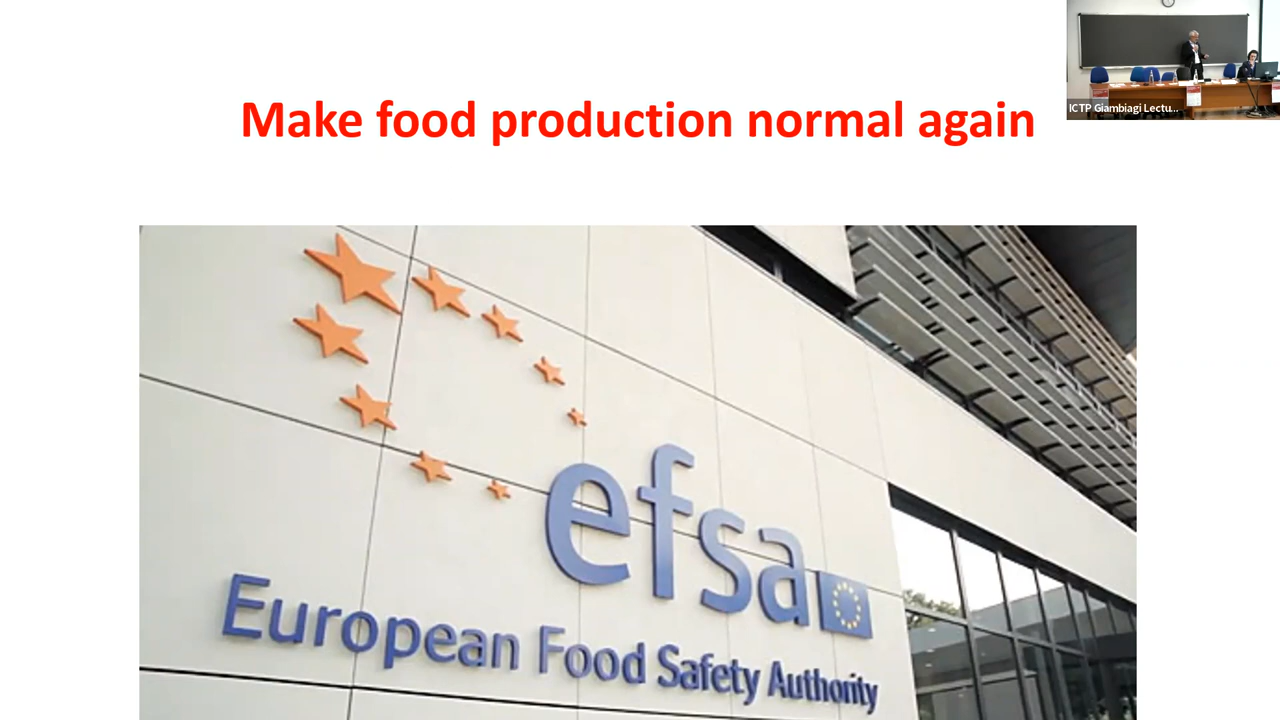 Make food production normal again
ICTP Giambiagi Lectu...
efsa
European Food Safety Authority